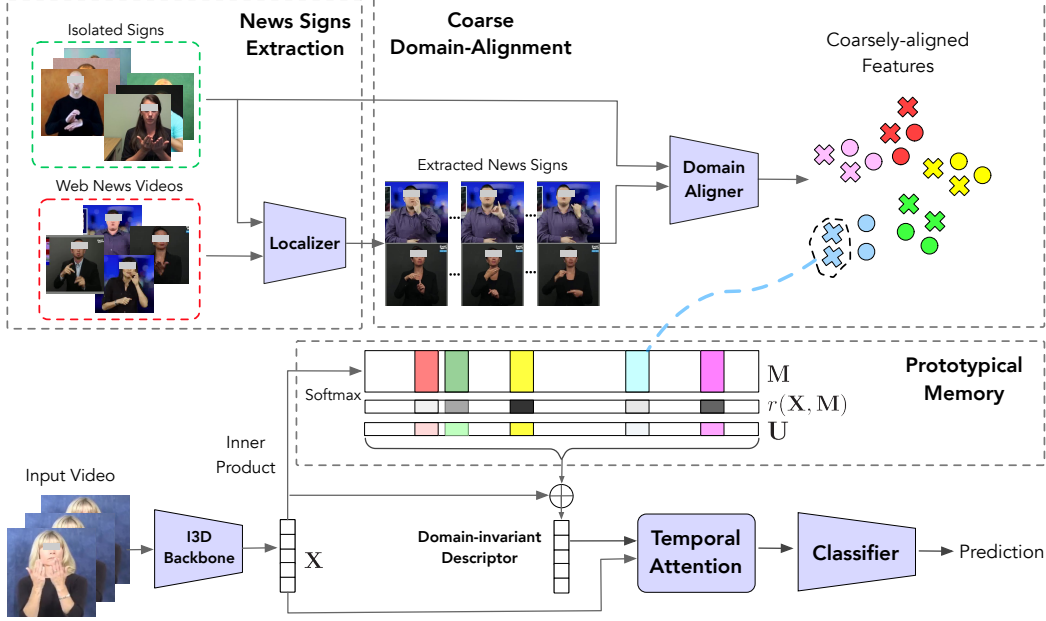 News Signs
Extraction
Isolated Signs
Web News Videos
Localizer
Coarse
Domain-Alignment
Extracted News Signs
Domain
Aligner
Coarsely-aligned
Features
Prototypical
Memory
Softmax
M
r(X, M)
U
Inner
Product
Input Video
I3D
Backbone
X
Domain-invariant
Descriptor
Temporal
Attention
Classifier
Prediction